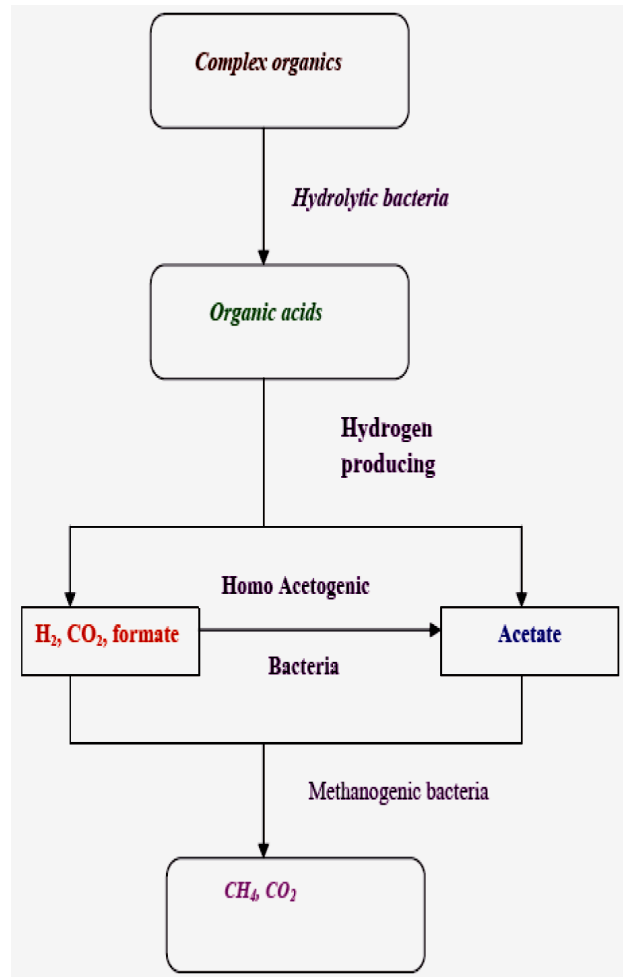 Complex organics
Hydrolytic bacteria
Organic acids
Hydrogen
producing
Homo Acetogenic
H₂, CO₂, formate
Acetate
Bacteria
Methanogenic bacteria
CH₄, CO₂